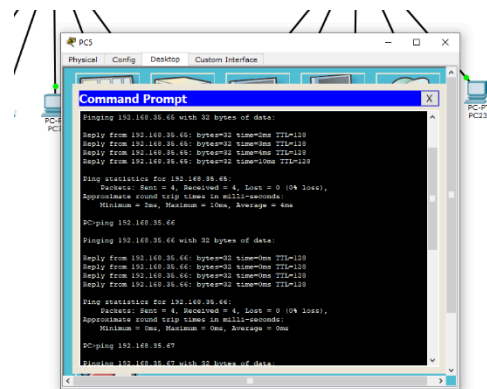 PC5
Physical Config Desktop Custom Interface
Command Prompt
X
Pinging 192.168.35.65 with 32 bytes of data:
Reply from 192.168.35.65: bytes=32 time=2ms TTL=128
Reply from 192.168.35.65: bytes=32 time=3ms TTL=128
Reply from 192.168.35.65: bytes=32 time=4ms TTL=128
Reply from 192.168.35.65: bytes=32 time=10ms TTL=128
Ping statistics for 192.168.35.65:
Packets: Sent = 4, Received = 4, Lost = 0 (0% loss),
Approximate round trip times in milli-seconds:
Minimum = 2ms, Maximum = 10ms, Average = 4ms
PC>ping 192.168.35.66
Pinging 192.168.35.66 with 32 bytes of data:
Reply from 192.168.35.66: bytes=32 time=0ms TTL=128
Reply from 192.168.35.66: bytes=32 time=0ms TTL=128
Reply from 192.168.35.66: bytes=32 time=0ms TTL=128
Reply from 192.168.35.66: bytes=32 time=0ms TTL=128
Ping statistics for 192.168.35.66:
Packets: Sent = 4, Received = 4, Lost = 0 (0% loss),
Approximate round trip times in milli-seconds:
Minimum = 0ms, Maximum = 0ms, Average = 0ms
PC>ping 192.168.35.67
Pinging 192.168.35.67 with 32 bytes of data:
PC-P
PC7
PC-PT
PC23